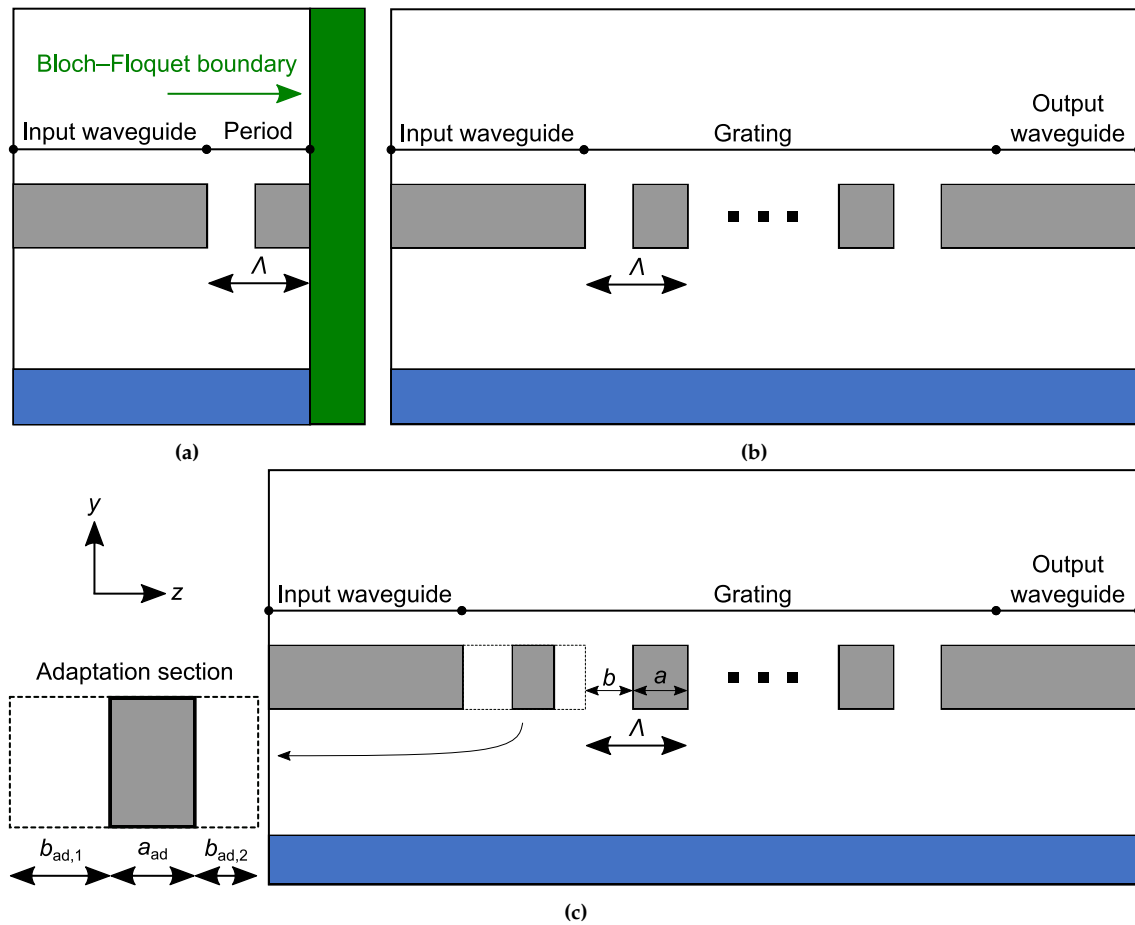 Bloch–Floquet boundary
Input waveguide
Period
Λ
(a)
Input waveguide
Grating
Output
waveguide
Λ
(b)
y
z
Adaptation section
b_ad,1
a_ad
b_ad,2
Input waveguide
Grating
Output
waveguide
b
a
Λ
(c)